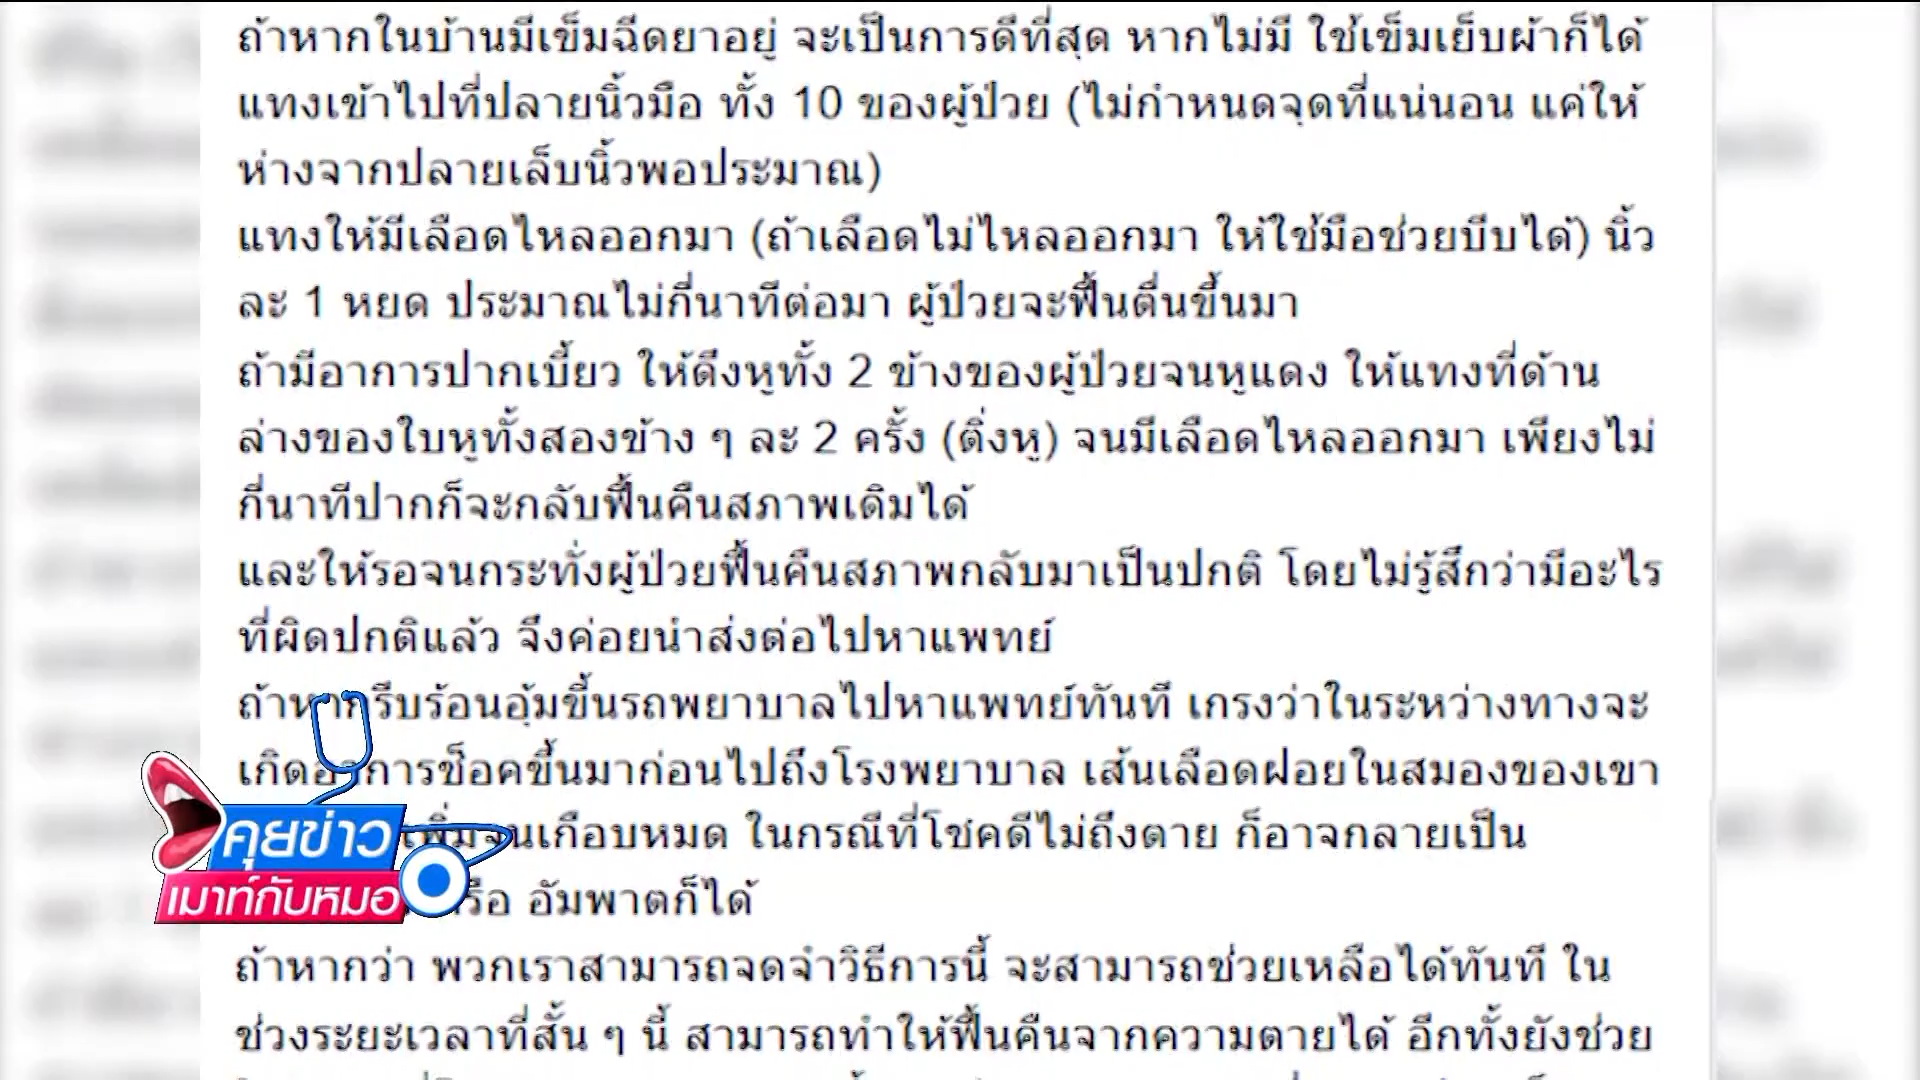 ถ้าหากในบ้านมีเข็มฉีดยาอยู่ จะเป็นการดีที่สุด หากไม่มี ใช้เข็มเย็บผ้าก็ได้
แทงเข้าไปที่ปลายนิ้วมือ ทั้ง 10 ของผู้ป่วย (ไม่กำหนดจุดที่แน่นอน แค่ให้
ห่างจากปลายเล็บนิ้วพอประมาณ)
แทงให้มีเลือดไหลออกมา (ถ้าเลือดไม่ไหลออกมา ให้ใช้มือช่วยบีบได้) นิ้ว
ละ 1 หยด ประมาณไม่กี่นาทีต่อมา ผู้ป่วยจะฟื้นตื่นขึ้นมา
ถ้ามีอาการปากเบี้ยว ให้ดึงหูทั้ง 2 ข้างของผู้ป่วยจนหูแดง ให้แทงที่ด้าน
ล่างของใบหูทั้งสองข้าง ๆ ละ 2 ครั้ง (ติ่งหู) จนมีเลือดไหลออกมา เพียงไม่
กี่นาทีปากก็จะกลับฟื้นคืนสภาพเดิมได้
และให้รอจนกระทั่งผู้ป่วยฟื้นคืนสภาพกลับมาเป็นปกติ โดยไม่รู้สึกว่ามีอะไร
ที่ผิดปกติแล้ว จึงค่อยนำส่งต่อไปหาแพทย์
ถ้าหากรีบร้อนอุ้มขึ้นรถพยาบาลไปหาแพทย์ทันที เกรงว่าในระหว่างทางจะ
เกิดอาการช็อคขึ้นมาก่อนไปถึงโรงพยาบาล เส้นเลือดฝอยในสมองของเขา
เพิ่มจนเกือบหมด ในกรณีที่โชคดีไม่ถึงตาย ก็อาจกลายเป็น
อัมพาตก็ได้
ถ้าหากว่า พวกเราสามารถจดจำวิธีการนี้ จะสามารถช่วยเหลือได้ทันที ใน
ช่วงระยะเวลาที่สั้น ๆ นี้ สามารถทำให้ฟื้นคืนจากความตายได้ อีกทั้งยังช่วย
คุยข่าว
เมาท์กับหมอ